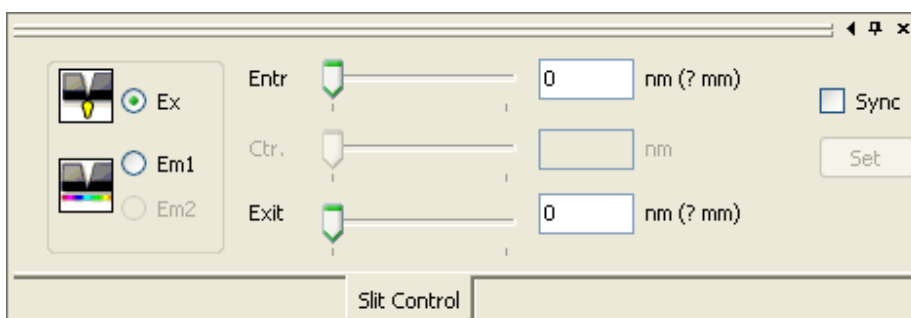 Ex
Em1
Em2
Entr 0 nm (? mm)
Ctr. nm
Exit 0 nm (? mm)
Sync
Set
Slit Control